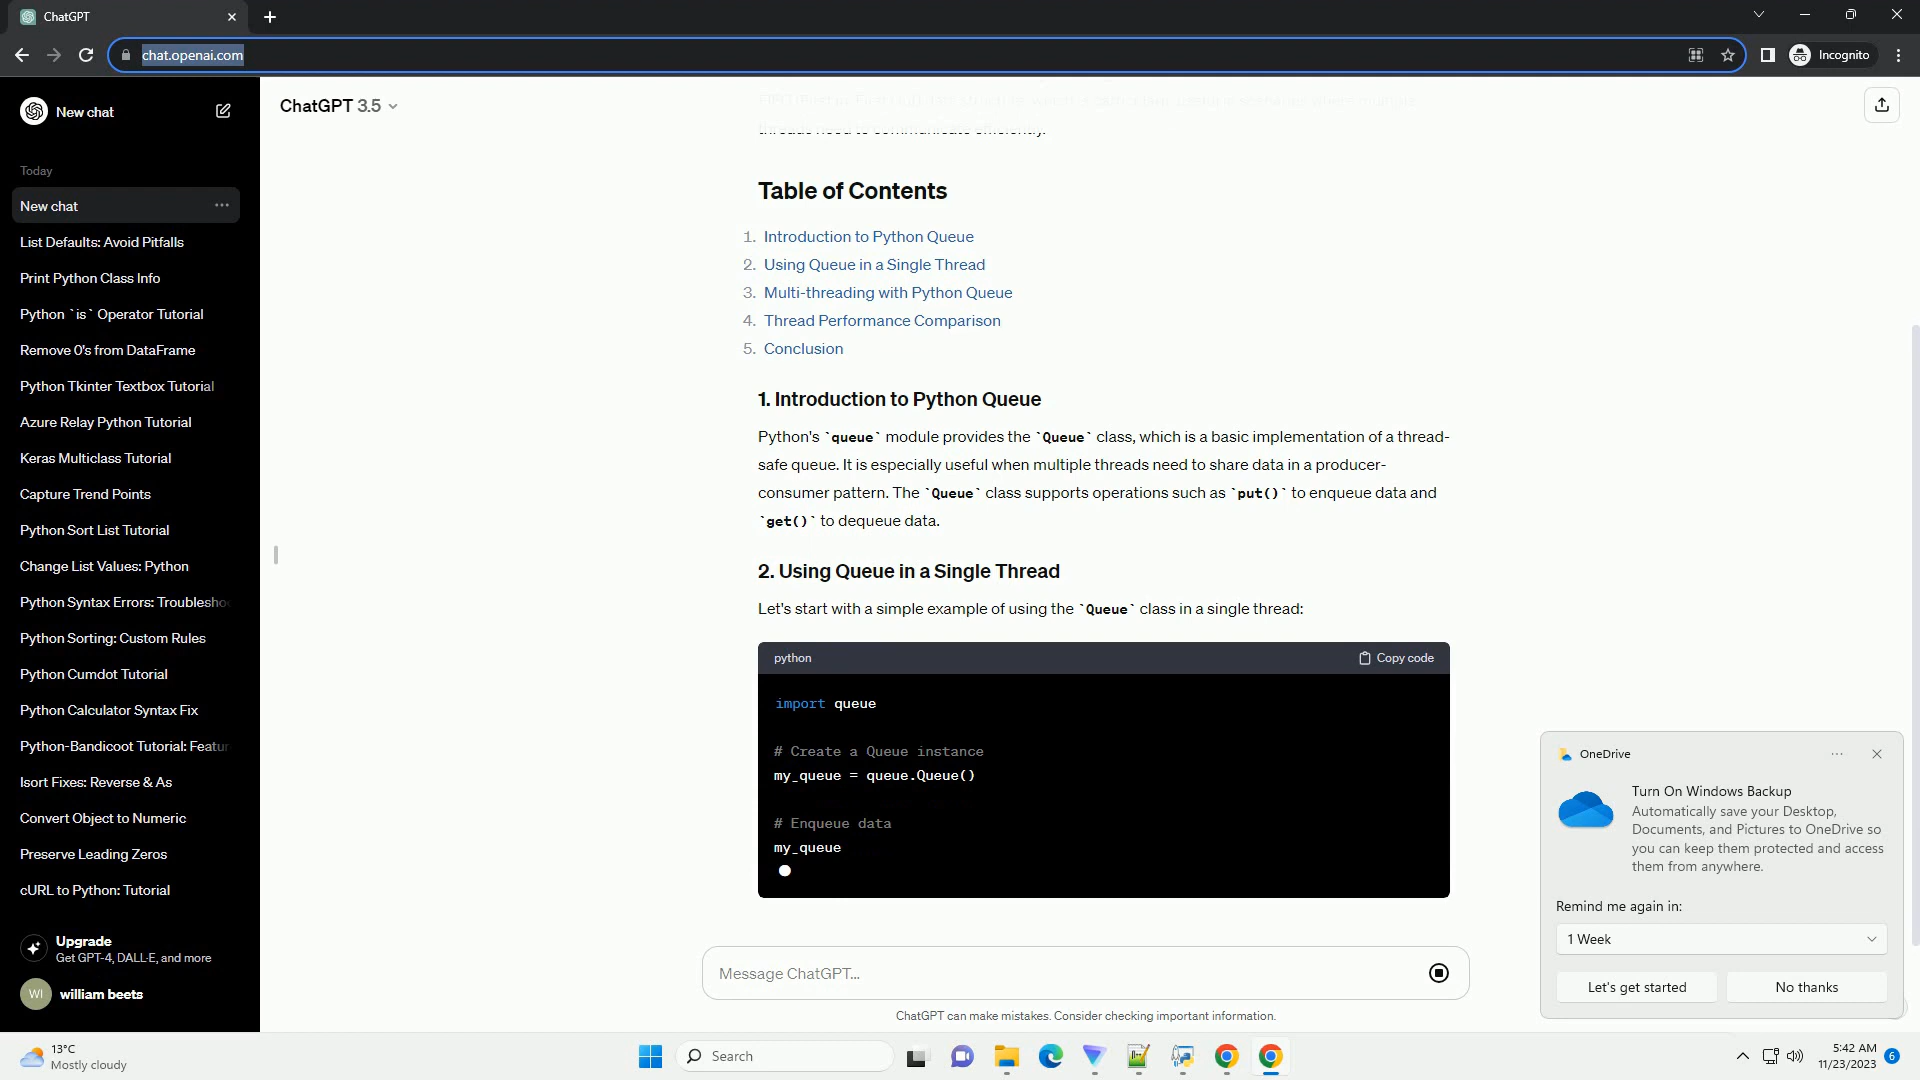 ChatGPT
chat.openai.com
Incognito
New chat
Today
New chat
List Defaults: Avoid Pitfalls
Print Python Class Info
Python `is` Operator Tutorial
Remove 0's from DataFrame
Python Tkinter Textbox Tutorial
Azure Relay Python Tutorial
Keras Multiclass Tutorial
Capture Trend Points
Python Sort List Tutorial
Change List Values: Python
Python Syntax Errors: Troublesho
Python Sorting: Custom Rules
Python Cumdot Tutorial
Python Calculator Syntax Fix
Python-Bandicoot Tutorial: Featur
Isort Fixes: Reverse & As
Convert Object to Numeric
Preserve Leading Zeros
cURL to Python: Tutorial
Upgrade
Get GPT-4, DALL·E, and more
WI
william beets
ChatGPT 3.5
threads need to communicate efficiently.
Table of Contents
1. Introduction to Python Queue
2. Using Queue in a Single Thread
3. Multi-threading with Python Queue
4. Thread Performance Comparison
5. Conclusion
1. Introduction to Python Queue
Python's `queue` module provides the `Queue` class, which is a basic implementation of a thread-
safe queue. It is especially useful when multiple threads need to share data in a producer-
consumer pattern. The `Queue` class supports operations such as `put()` to enqueue data and
`get()` to dequeue data.
2. Using Queue in a Single Thread
Let's start with a simple example of using the `Queue` class in a single thread:
python
Copy code
import queue
# Create a Queue instance
my_queue = queue.Queue()
# Enqueue data
my_queue
Message ChatGPT...
ChatGPT can make mistakes. Consider checking important information.
OneDrive
Turn On Windows Backup
Automatically save your Desktop,
Documents, and Pictures to OneDrive so
you can keep them protected and access
them from anywhere.
Remind me again in:
1 Week
Let's get started
No thanks
13°C
Mostly cloudy
Search
5:42 AM
11/23/2023
6